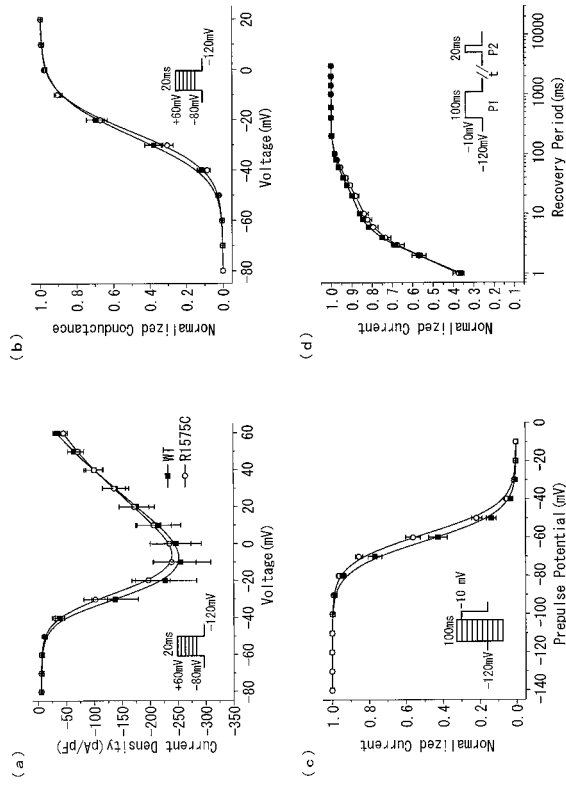 (a)
0
-50
-100
-150
-200
-250
-300
-350
Current Density(pA/pF)
-80 -60 -40 -20 0 20 40 60
Voltage(mV)
WT
R1575C
20ms
+60mV
-80mV
-120mV
(b)
1.0
0.8
0.6
0.4
0.2
0.0
Normalized Conductance
-80 -60 -40 -20 0 20
Voltage(mV)
20ms
+60mV
-80mV
-120mV
(c)
1.0
0.8
0.6
0.4
0.2
0.0
Normalized Current
-140 -120 -100 -80 -60 -40 -20 0
Prepulse Potential(mV)
100ms
-10 mV
-120mV
(d)
1.0
0.9
0.8
0.7
0.6
0.5
0.4
0.3
0.2
0.1
Normalized Current
1 10 100 1000 10000
Recovery Period(ms)
100ms
20ms
-10mV
-120mV
P1
t
P2